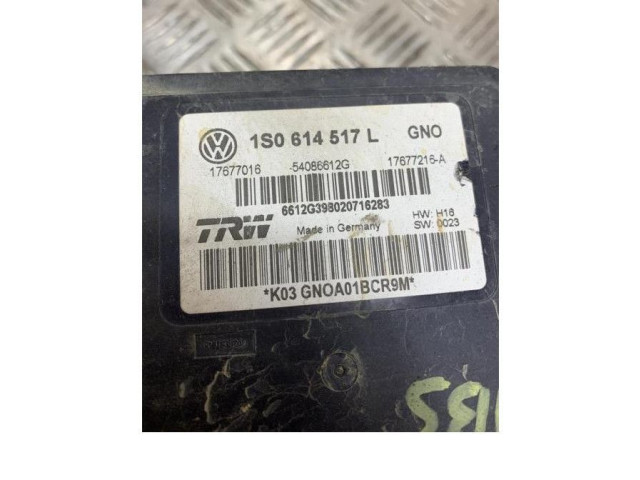 1S0 614 517 L GNO
17677016 -54086612G 17677216-A
6612G398020716283
TRW Made in Germany HW: H16
SW: 0023
*K03 GNOA01BCR9M*